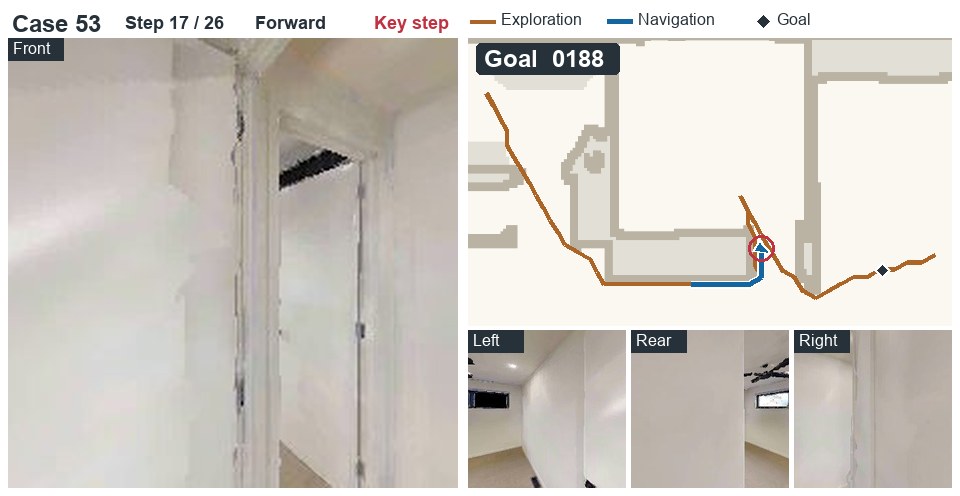 Case 53 Step 17 / 26 Forward Key step
Exploration Navigation Goal
Front
Goal 0188
Left Rear Right